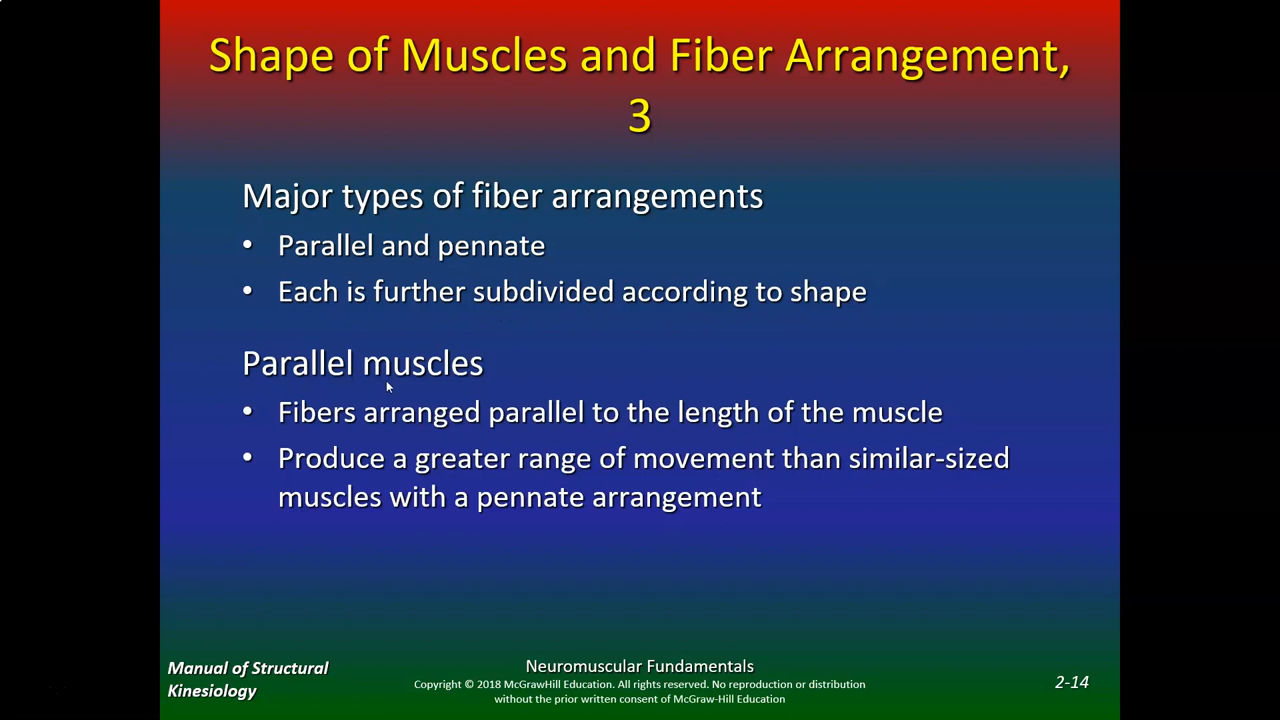 Shape of Muscles and Fiber Arrangement,
3
Major types of fiber arrangements
• Parallel and pennate
• Each is further subdivided according to shape
Parallel muscles
• Fibers arranged parallel to the length of the muscle
• Produce a greater range of movement than similar-sized
muscles with a pennate arrangement
Manual of Structural
Kinesiology
Neuromuscular Fundamentals
Copyright © 2018 McGrawHill Education. All rights reserved. No reproduction or distribution
without the prior written consent of McGraw-Hill Education
2-14